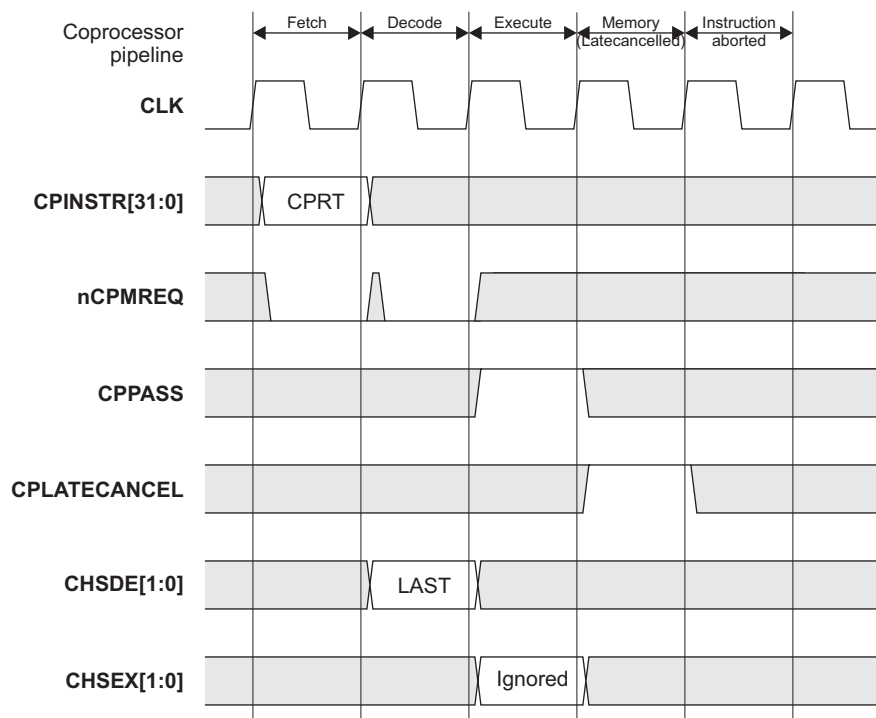 Coprocessor
pipeline
Fetch
Decode
Execute
Memory
(Latecancelled)
Instruction
aborted
CLK
CPINSTR[31:0]
CPRT
nCPMREQ
CPPASS
CPLATECANCEL
CHSDE[1:0]
LAST
CHSEX[1:0]
Ignored